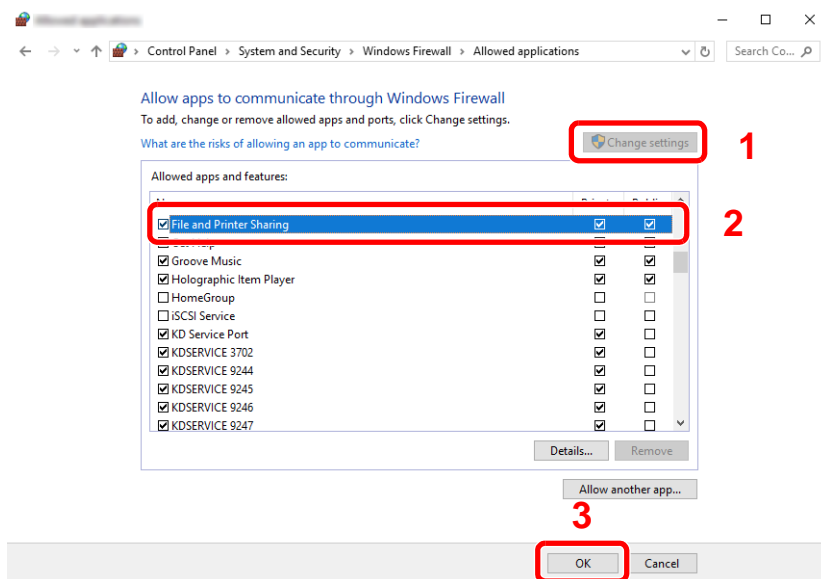 Control Panel > System and Security > Windows Firewall > Allowed applications
Search Co...
Allow apps to communicate through Windows Firewall
To add, change or remove allowed apps and ports, click Change settings.
What are the risks of allowing an app to communicate?
Change settings
1
Allowed apps and features:
File and Printer Sharing
2
Groove Music
Holographic Item Player
HomeGroup
iSCSI Service
KD Service Port
KDSERVICE 3702
KDSERVICE 9244
KDSERVICE 9245
KDSERVICE 9246
KDSERVICE 9247
Details...
Remove
Allow another app...
3
OK
Cancel